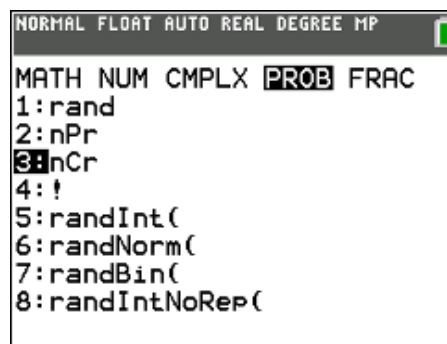 NORMAL FLOAT AUTO REAL DEGREE MP
MATH NUM CMPLX PROB FRAC
1:rand
2:nPr
3:nCr
4:!
5:randInt(
6:randNorm(
7:randBin(
8:randIntNoRep(